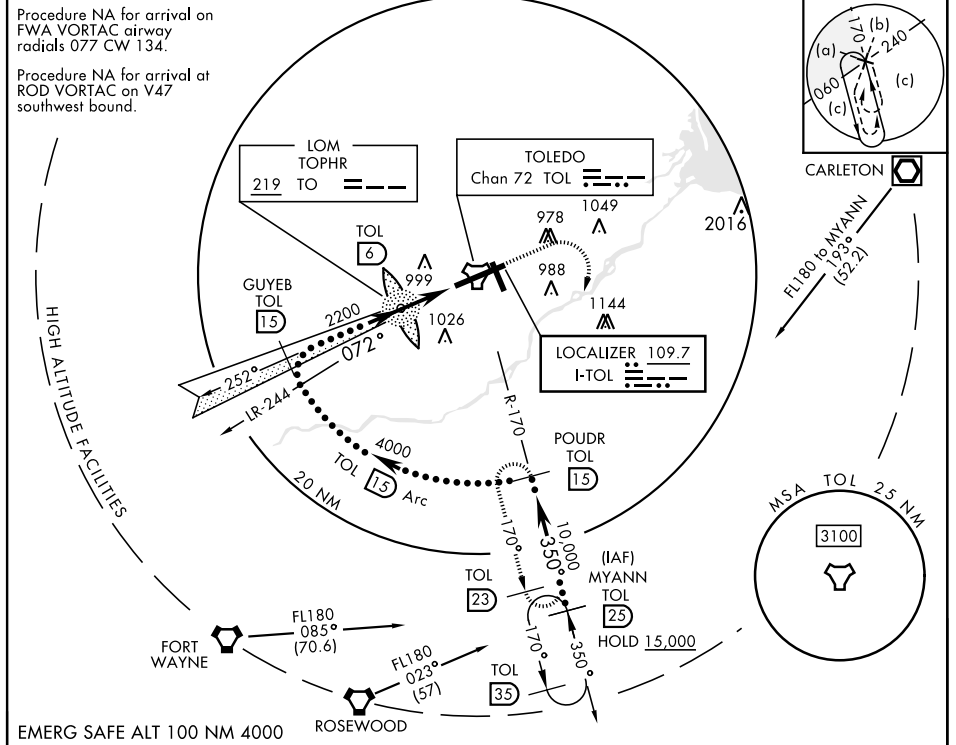 Procedure NA for arrival on
FWA VORTAC airway
radials 077 CW 134.
Procedure NA for arrival at
ROD VORTAC on V47
southwest bound.
170
(b)
(a)
240
060
(c)
(c)
LOM
TOPHR
219 TO
TOLEDO
Chan 72 TOL
CARLETON
FL180 to MYANN
193°
(52.2)
978
1049
2016
TOL
6
999
988
GUYEB
TOL
15
2200
072°
1026
1144
LOCALIZER 109.7
I-TOL
252°
LR-244
HIGH ALTITUDE FACILITIES
R-170
4000
TOL 15 Arc
20 NM
POUDR
TOL
15
MSA TOL 25 NM
3100
170°
350°
10,000
(IAF)
MYANN
TOL
25
HOLD 15,000
TOL
23
170°
350°
TOL
35
FORT
WAYNE
FL180
085°
(70.6)
FL180
023°
(57)
ROSEWOOD
EMERG SAFE ALT 100 NM 4000